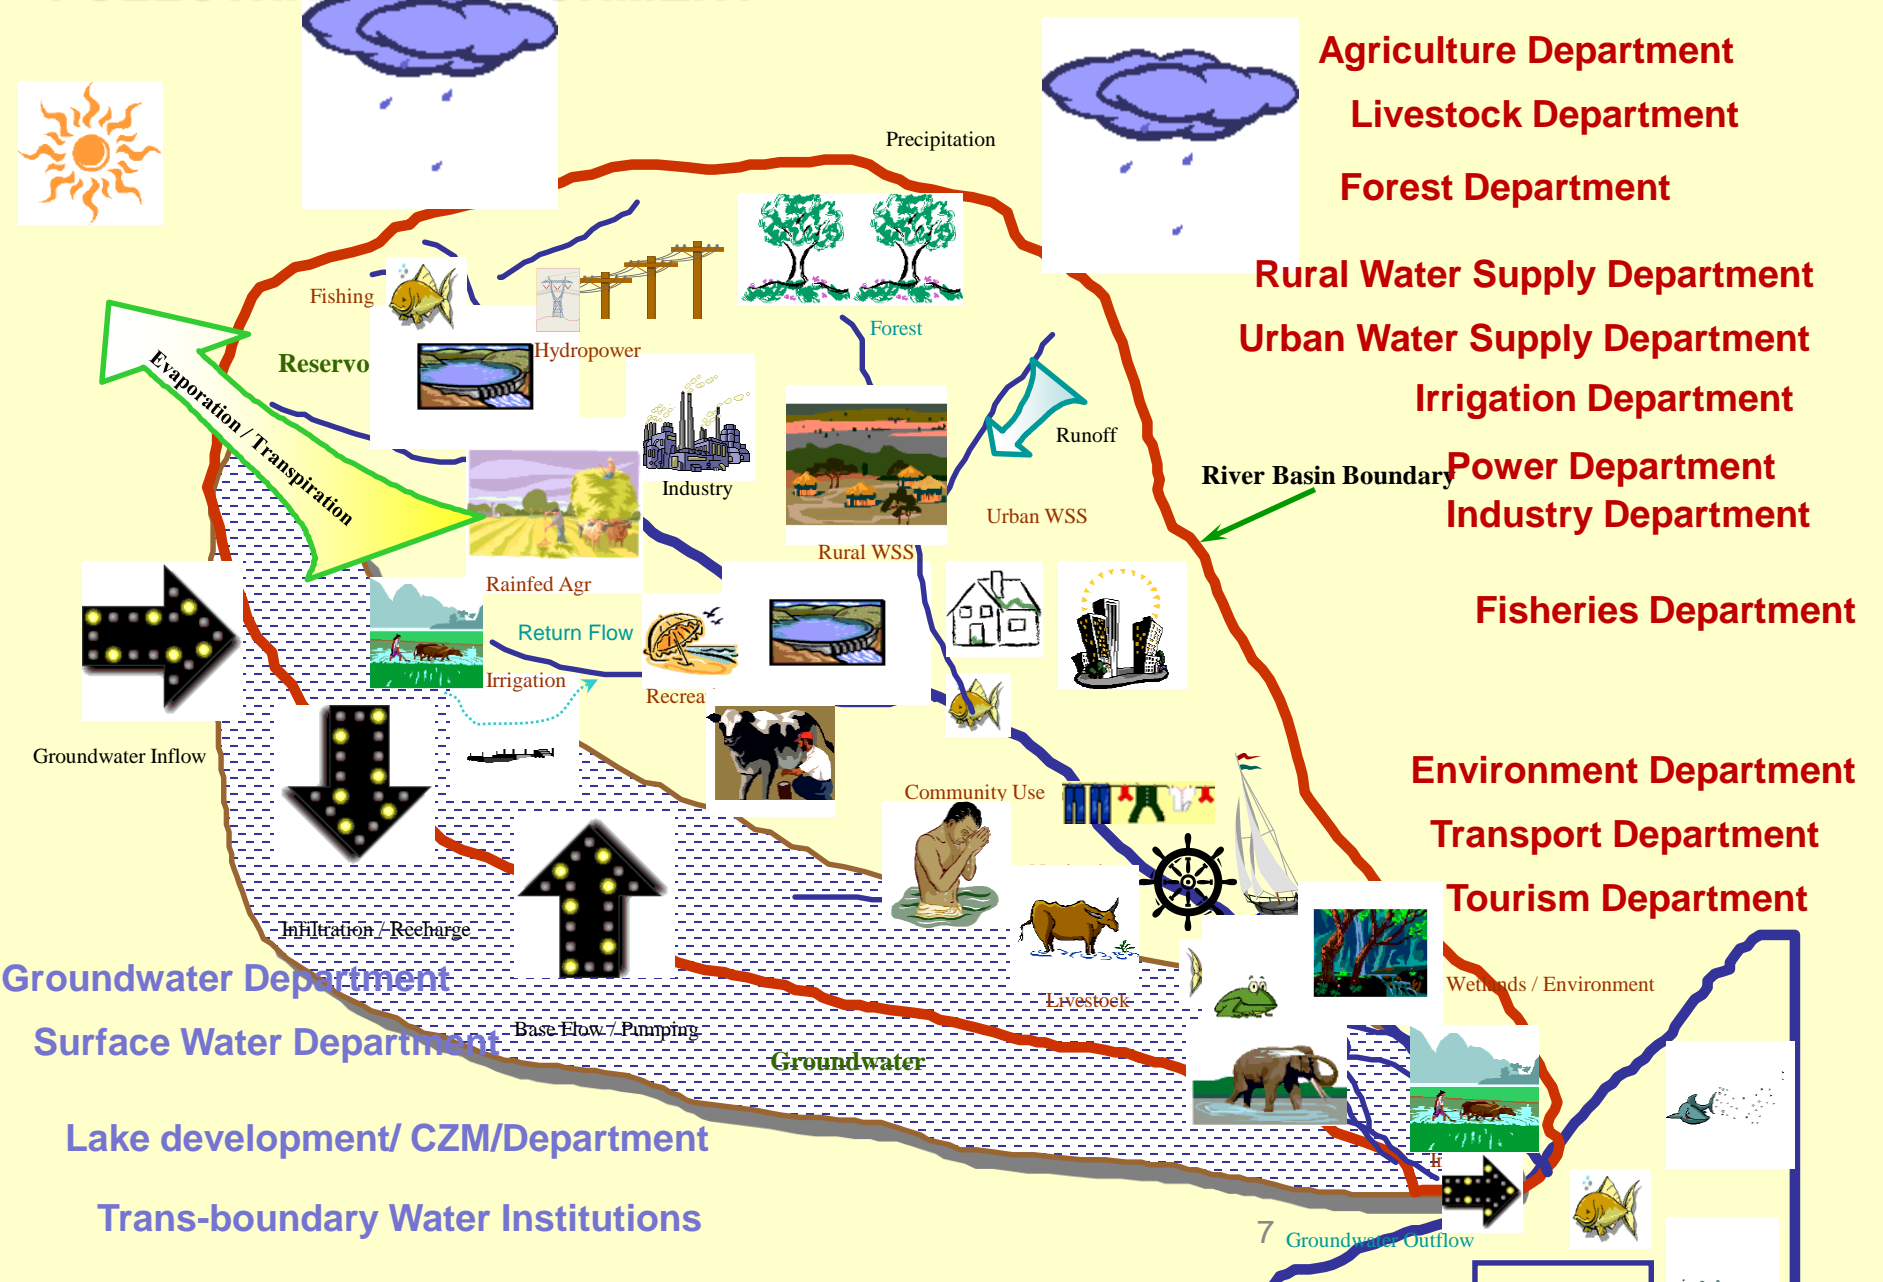 Agriculture Department
Livestock Department
Precipitation
Forest Department
Rural Water Supply Department
Fishing
Forest
Urban Water Supply Department
Hydropower
Reservo
Evaporation / Transpiration
Irrigation Department
Runoff
River Basin Boundary
Power Department
Industry
Industry Department
Urban WSS
Rural WSS
Rainfed Agr
Fisheries Department
Return Flow
Irrigation
Recrea
Groundwater Inflow
Environment Department
Community Use
Transport Department
Tourism Department
Infiltration / Recharge
Groundwater Department
Wetlands / Environment
Livestock
Base Flow / Pumping
Surface Water Department
Groundwater
Lake development/ CZM/Department
Trans-boundary Water Institutions
7
Groundwater Outflow